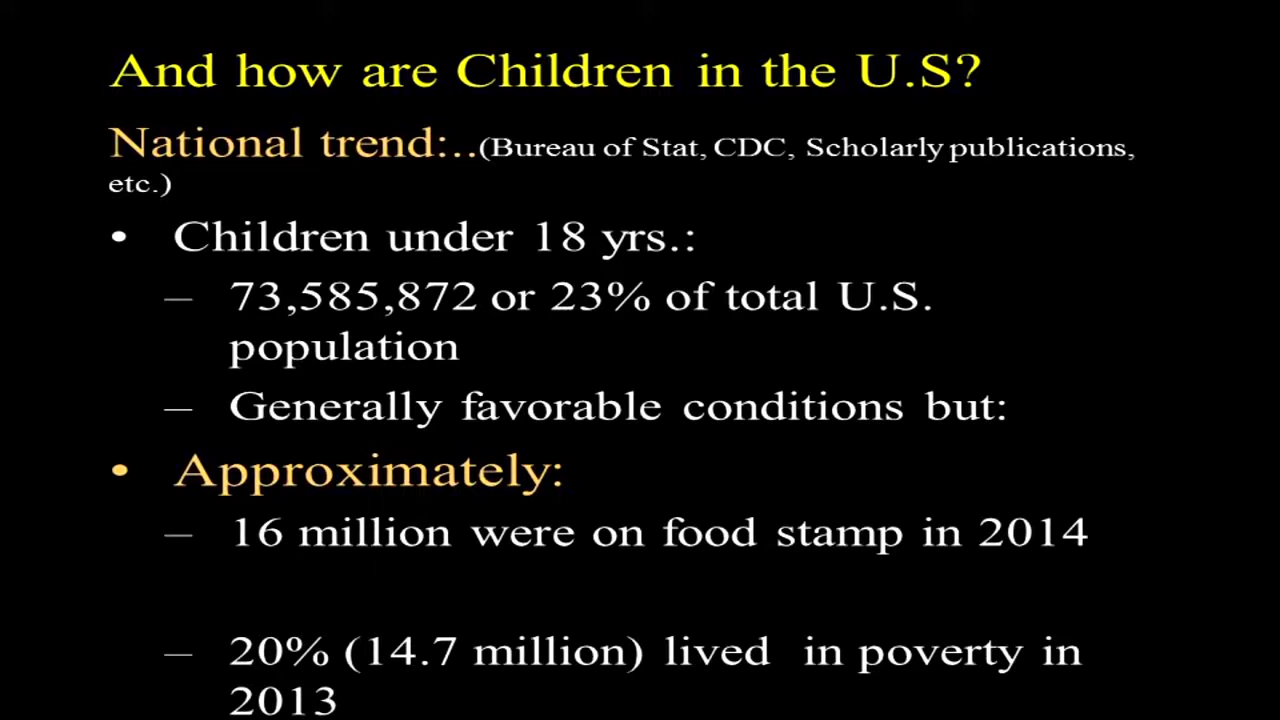 And how are Children in the U.S?
National trend:..(Bureau of Stat, CDC, Scholarly publications,
etc.)
• Children under 18 yrs.:
– 73,585,872 or 23% of total U.S.
population
– Generally favorable conditions but:
• Approximately:
– 16 million were on food stamp in 2014
– 20% (14.7 million) lived in poverty in
2013